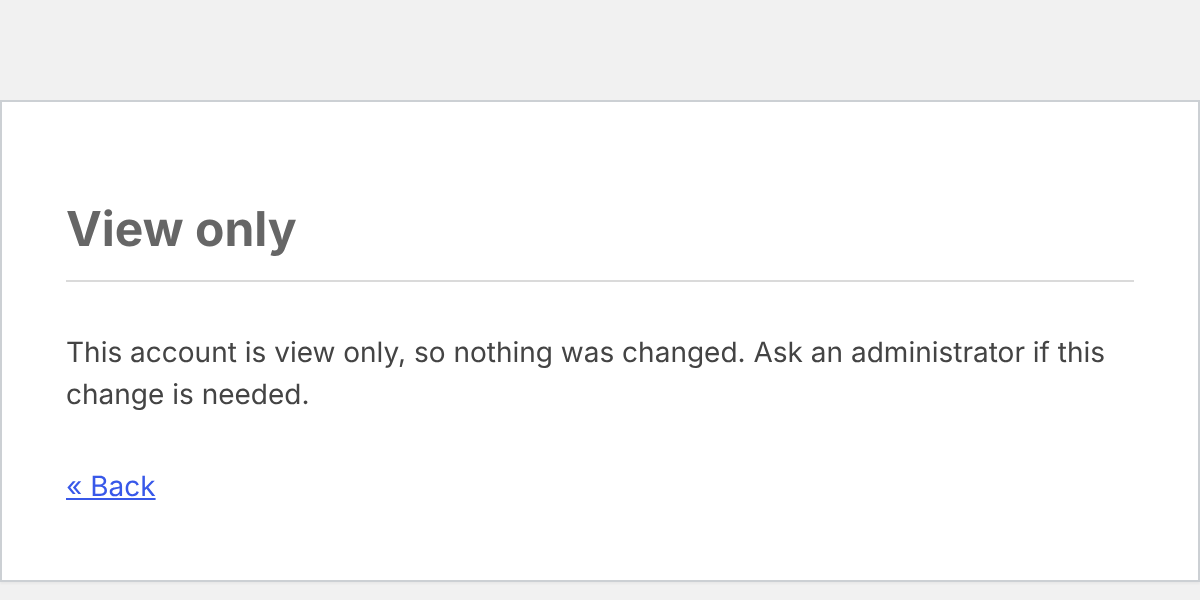 View only
This account is view only, so nothing was changed. Ask an administrator if this
change is needed.
« Back